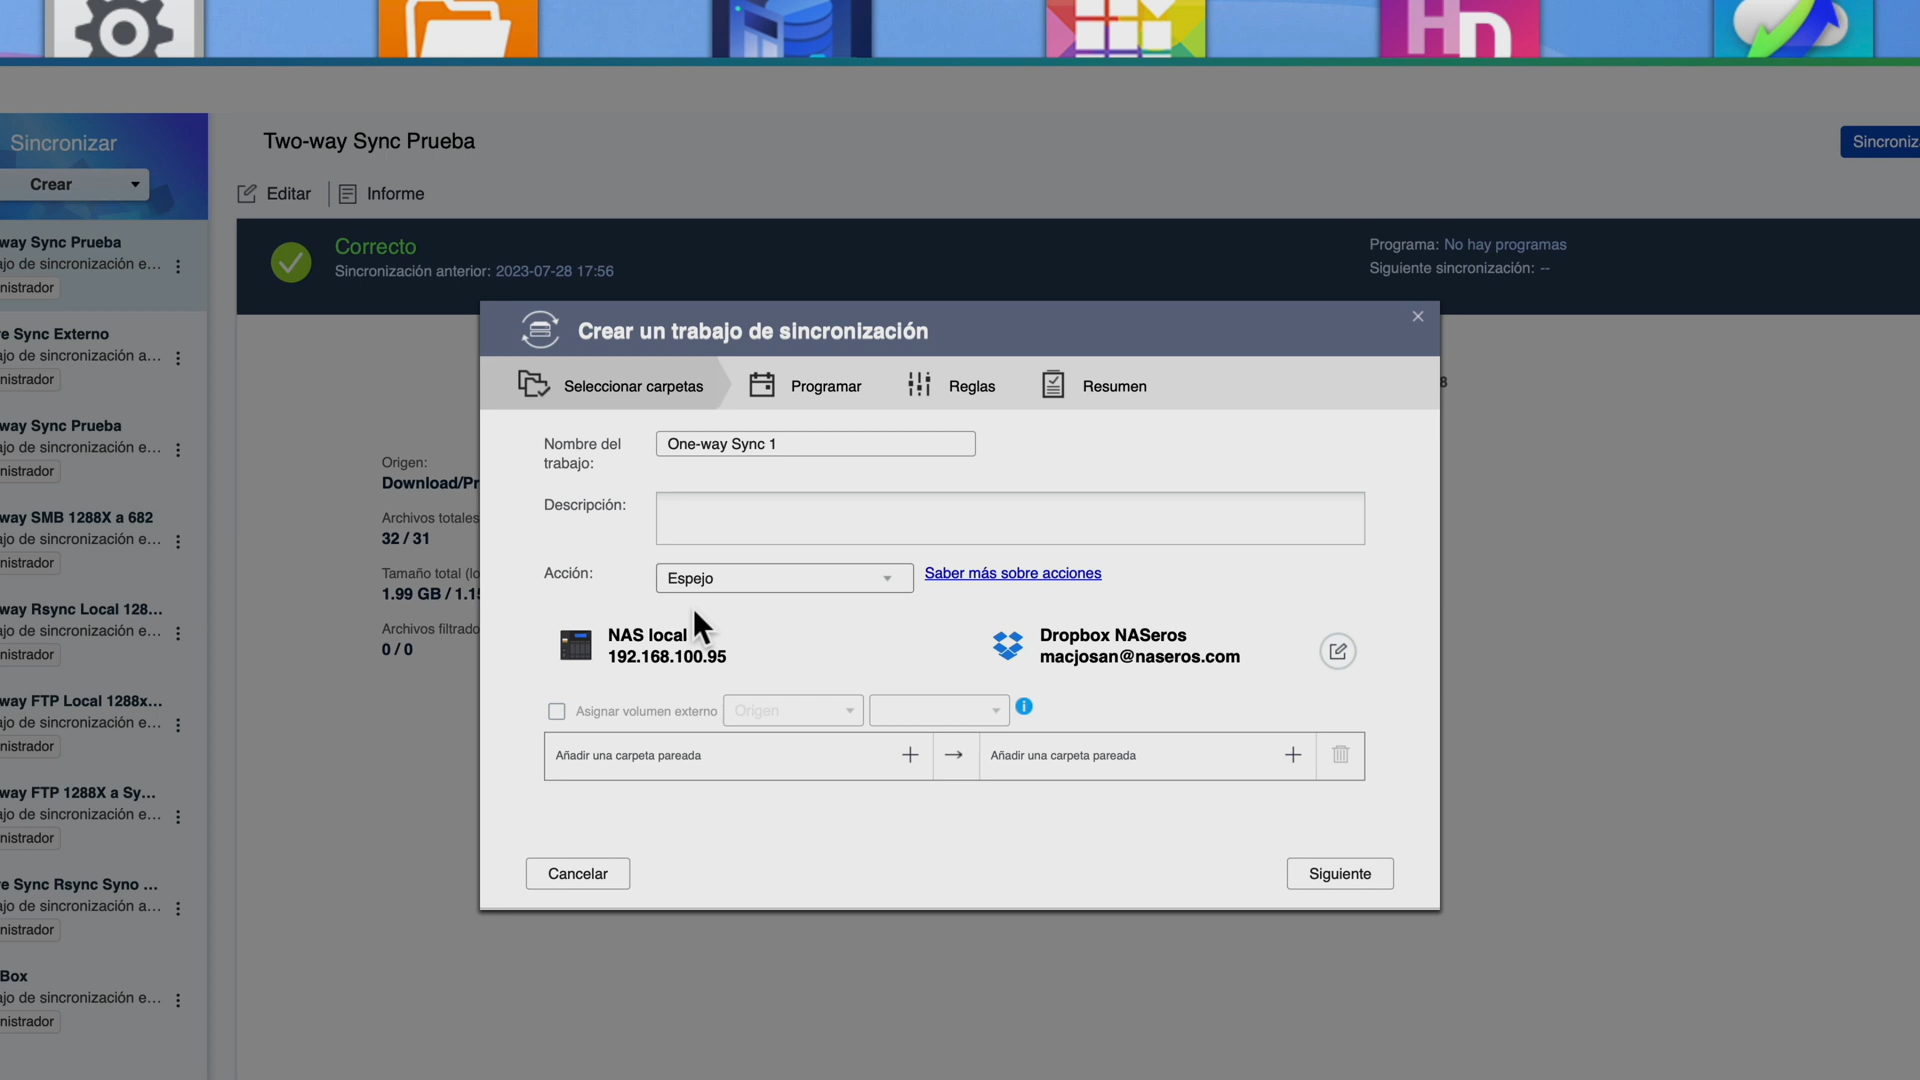 Hn
Sincronizar
Crear
Two-way Sync Prueba
Sincroniz
Editar
Informe
way Sync Prueba
ajo de sincronización e...
nistrador
Correcto
Sincronización anterior: 2023-07-28 17:56
Programa: No hay programas
Siguiente sincronización: --
e Sync Externo
ajo de sincronización a...
nistrador
way Sync Prueba
ajo de sincronización e...
nistrador
way SMB 1288X a 682
ajo de sincronización e...
nistrador
way Rsync Local 128...
ajo de sincronización e...
nistrador
way FTP Local 1288x...
ajo de sincronización e...
nistrador
way FTP 1288X a Sy...
ajo de sincronización e...
nistrador
e Sync Rsync Syno ...
ajo de sincronización a...
nistrador
Box
ajo de sincronización e...
nistrador
Origen:
Download/Pr
Archivos totales
32 / 31
Tamaño total (lo
1.99 GB / 1.1
Archivos filtrado
0 / 0
8
Crear un trabajo de sincronización
Seleccionar carpetas
Programar
Reglas
Resumen
Nombre del
trabajo:
One-way Sync 1
Descripción:
Acción:
Espejo
Saber más sobre acciones
NAS local
192.168.100.95
Dropbox NASeros
macjosan@naseros.com
Asignar volumen externo
Origen
Añadir una carpeta pareada
Añadir una carpeta pareada
Cancelar
Siguiente